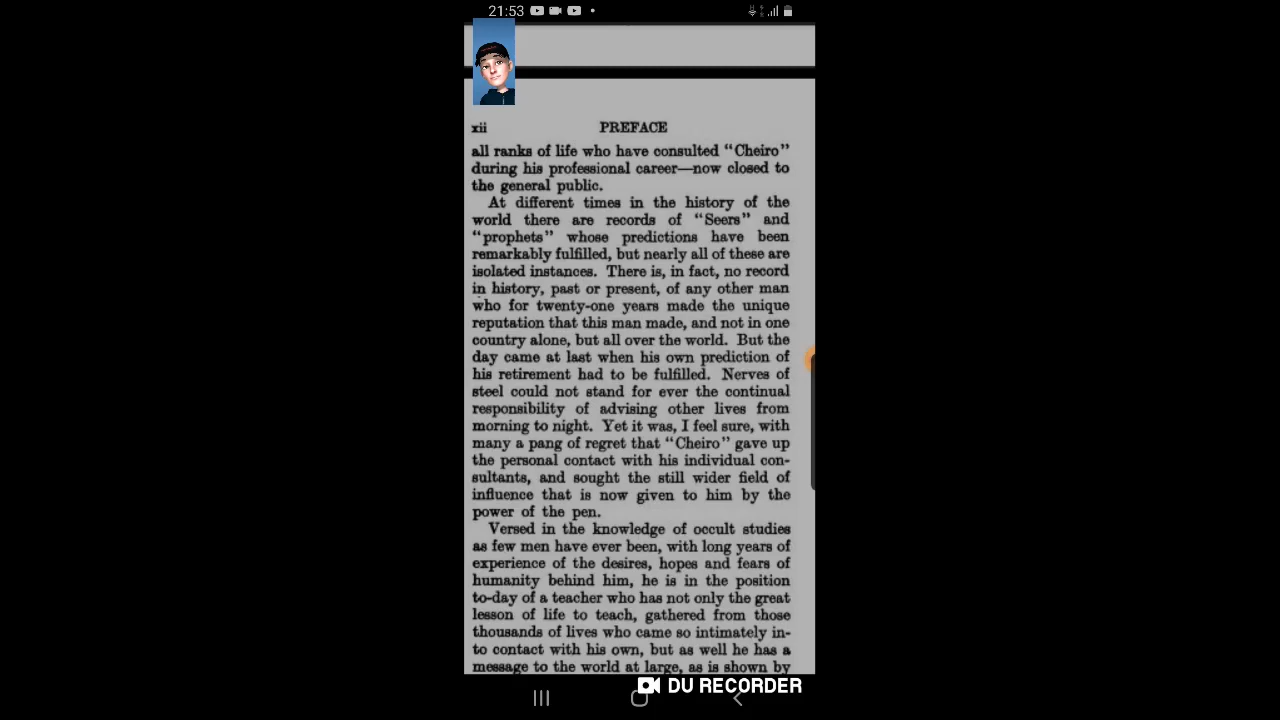 21:53
xii PREFACE
all ranks of life who have consulted "Cheiro"
during his professional career—now closed to
the general public.
At different times in the history of the
world there are records of "Seers" and
"prophets" whose predictions have been
remarkably fulfilled, but nearly all of these are
isolated instances. There is, in fact, no record
in history, past or present, of any other man
who for twenty-one years made the unique
reputation that this man made, and not in one
country alone, but all over the world. But the
day came at last when his own prediction of
his retirement had to be fulfilled. Nerves of
steel could not stand for ever the continual
responsibility of advising other lives from
morning to night. Yet it was, I feel sure, with
many a pang of regret that "Cheiro" gave up
the personal contact with his individual con-
sultants, and sought the still wider field of
influence that is now given to him by the
power of the pen.
Versed in the knowledge of occult studies
as few men have ever been, with long years of
experience of the desires, hopes and fears of
humanity behind him, he is in the position
to-day of a teacher who has not only the great
lesson of life to teach, gathered from those
thousands of lives who came so intimately in-
to contact with his own, but as well he has a
message to the world at large, as is shown by
DU RECORDER